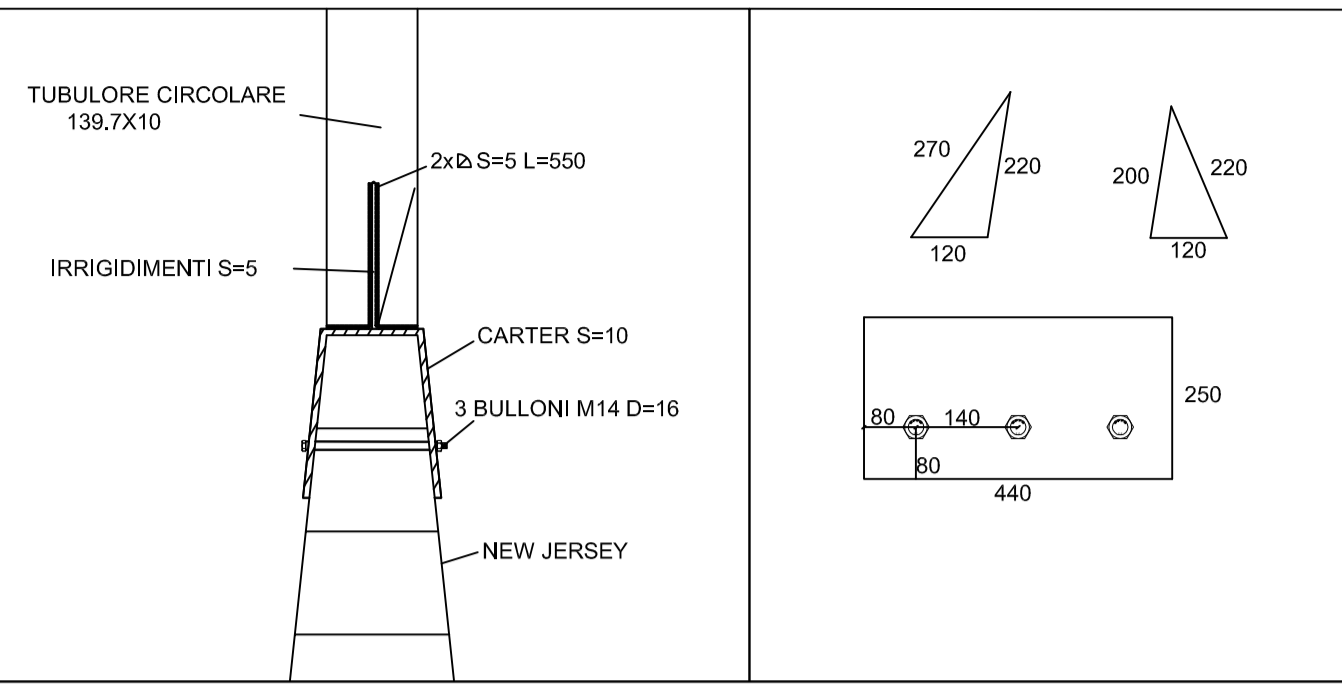 TUBULORE CIRCOLARE
139.7X10
2x S=5 L=550
IRRIGIDIMENTI S=5
CARTER S=10
3 BULLONI M14 D=16
NEW JERSEY
270
220
120
200
220
120
250
80
140
80
440